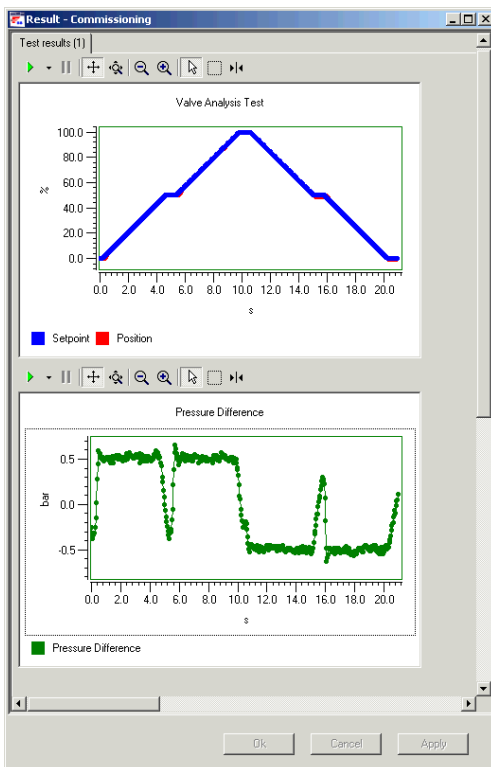 Result - Commissioning
Test results (1)
Valve Analysis Test
100.0
80.0
60.0
40.0
20.0
0.0
%
0.0 2.0 4.0 6.0 8.0 10.0 12.0 14.0 16.0 18.0 20.0
s
Setpoint Position
Pressure Difference
0.5
0.0
-0.5
bar
0.0 2.0 4.0 6.0 8.0 10.0 12.0 14.0 16.0 18.0 20.0
s
Pressure Difference
Ok Cancel Apply